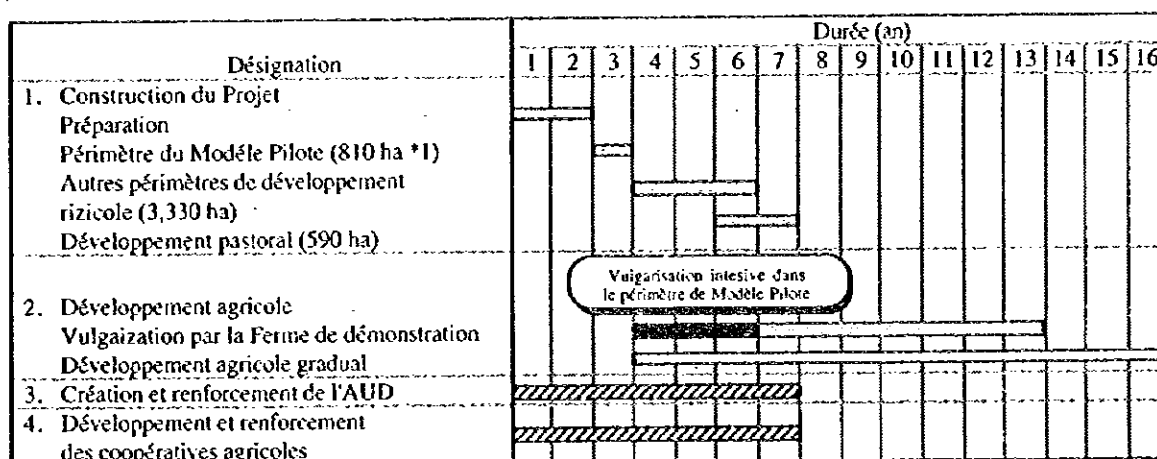 Désignation
Durée (an)
1 2 3 4 5 6 7 8 9 10 11 12 13 14 15 16
1. Construction du Projet
Préparation
Périmètre du Modéle Pilote (810 ha *1)
Autres périmètres de développement
rizicole (3,330 ha)
Développement pastoral (590 ha)
Vulgarisation intesive dans
le périmètre de Modèle Pilote
2. Développement agricole
Vulgaization par la Ferme de démonstration
Développement agricole gradual
3. Création et renforcement de l'AUD
4. Développement et renforcement
des coopératives agricoles